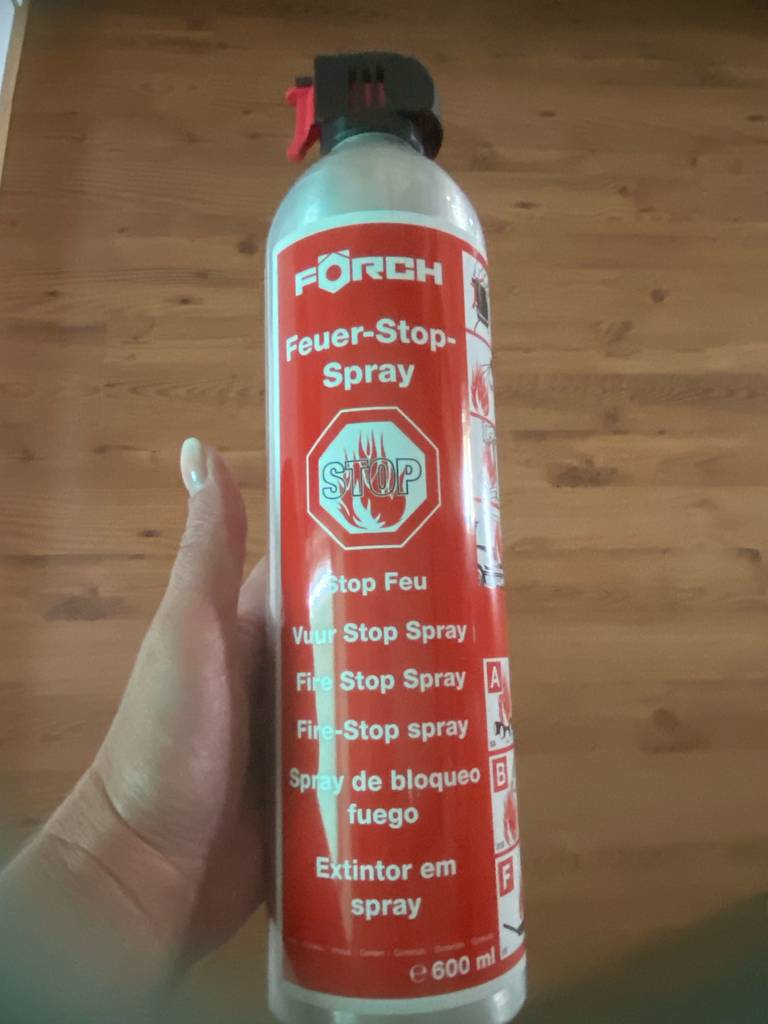 FÖRCH
Feuer-Stop-
Spray
STOP
Stop Feu
Vuur Stop Spray
Fire Stop Spray
Fire-Stop spray
Spray de bloqueo
fuego
Extintor em
spray
℮ 600 ml
A
B
F